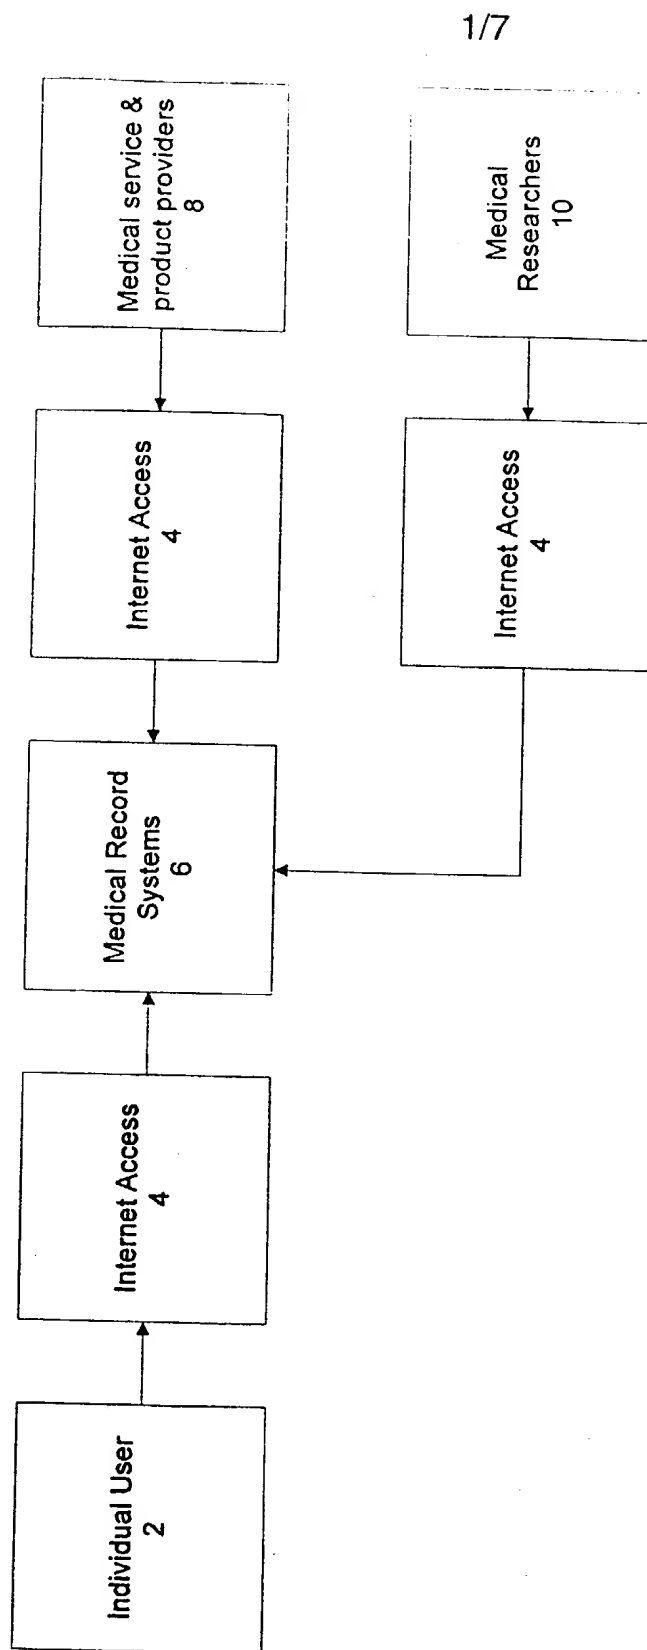 1/7
Individual User
2
Internet Access
4
Medical Record
Systems
6
Internet Access
4
Medical service &
product providers
8
Internet Access
4
Medical
Researchers
10